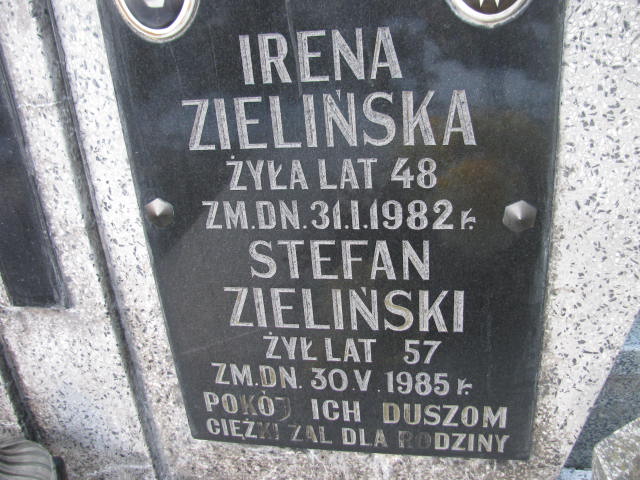 IRENA
ZIELIŃSKA
ŻYŁA LAT 48
ZM. DN. 31.I.1982 r.
STEFAN
ZIELIŃSKI
ŻYŁ LAT 57
ZM. DN. 30 V. 1985 r.
POKÓJ ICH DUSZOM
CIĘŻKI ŻAL DLA RODZINY